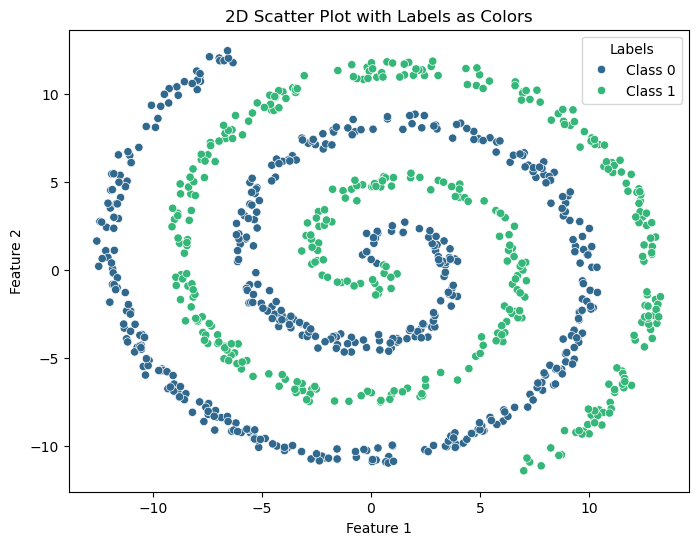 2D Scatter Plot with Labels as Colors
Labels
Class 0
Class 1
10
5
0
−5
−10
Feature 2
−10
−5
0
5
10
Feature 1